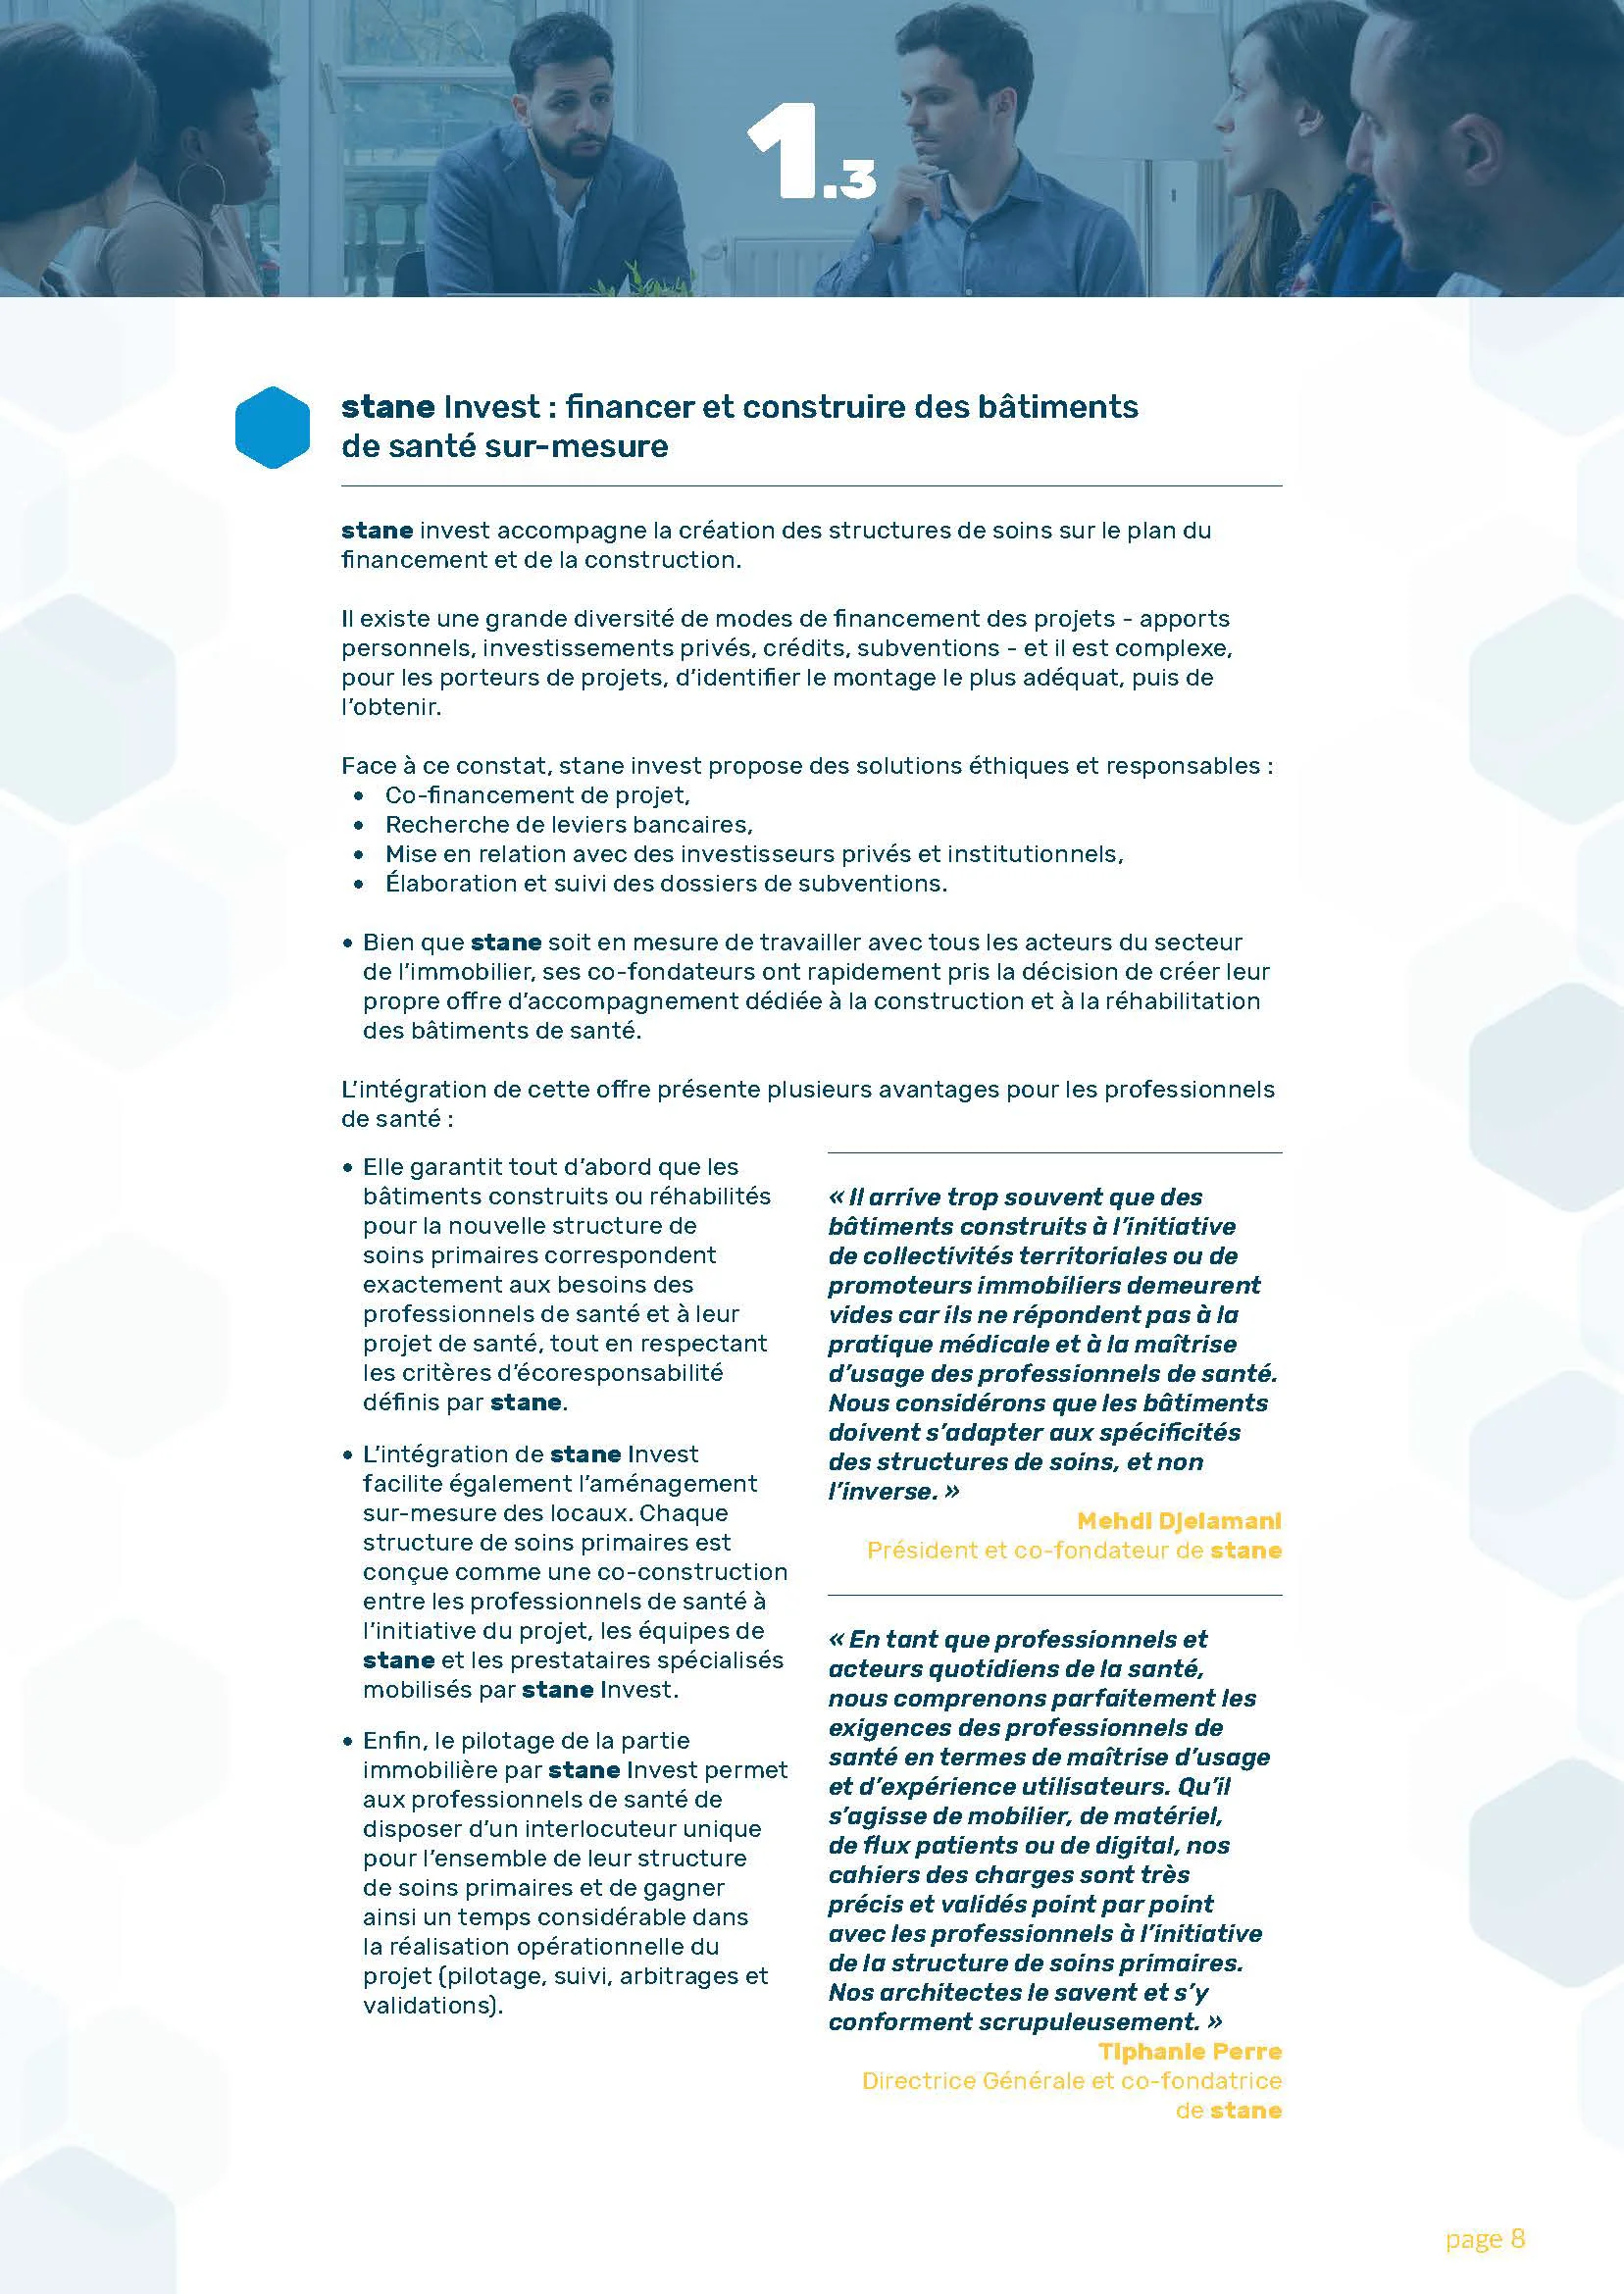 1.3
stane Invest : financer et construire des bâtiments
de santé sur-mesure
stane invest accompagne la création des structures de soins sur le plan du
financement et de la construction.
Il existe une grande diversité de modes de financement des projets - apports
personnels, investissements privés, crédits, subventions - et il est complexe,
pour les porteurs de projets, d'identifier le montage le plus adéquat, puis de
l'obtenir.
Face à ce constat, stane invest propose des solutions éthiques et responsables :
• Co-financement de projet,
• Recherche de leviers bancaires,
• Mise en relation avec des investisseurs privés et institutionnels,
• Élaboration et suivi des dossiers de subventions.
• Bien que stane soit en mesure de travailler avec tous les acteurs du secteur
de l'immobilier, ses co-fondateurs ont rapidement pris la décision de créer leur
propre offre d'accompagnement dédiée à la construction et à la réhabilitation
des bâtiments de santé.
L'intégration de cette offre présente plusieurs avantages pour les professionnels
de santé :
• Elle garantit tout d'abord que les
bâtiments construits ou réhabilités
pour la nouvelle structure de
soins primaires correspondent
exactement aux besoins des
professionnels de santé et à leur
projet de santé, tout en respectant
les critères d'écoresponsabilité
définis par stane.
• L'intégration de stane Invest
facilite également l'aménagement
sur-mesure des locaux. Chaque
structure de soins primaires est
conçue comme une co-construction
entre les professionnels de santé à
l'initiative du projet, les équipes de
stane et les prestataires spécialisés
mobilisés par stane Invest.
• Enfin, le pilotage de la partie
immobilière par stane Invest permet
aux professionnels de santé de
disposer d'un interlocuteur unique
pour l'ensemble de leur structure
de soins primaires et de gagner
ainsi un temps considérable dans
la réalisation opérationnelle du
projet (pilotage, suivi, arbitrages et
validations).
« Il arrive trop souvent que des
bâtiments construits à l'initiative
de collectivités territoriales ou de
promoteurs immobiliers demeurent
vides car ils ne répondent pas à la
pratique médicale et à la maîtrise
d'usage des professionnels de santé.
Nous considérons que les bâtiments
doivent s'adapter aux spécificités
des structures de soins, et non
l'inverse. »
Mehdi Djelamani
Président et co-fondateur de stane
« En tant que professionnels et
acteurs quotidiens de la santé,
nous comprenons parfaitement les
exigences des professionnels de
santé en termes de maîtrise d'usage
et d'expérience utilisateurs. Qu'il
s'agisse de mobilier, de matériel,
de flux patients ou de digital, nos
cahiers des charges sont très
précis et validés point par point
avec les professionnels à l'initiative
de la structure de soins primaires.
Nos architectes le savent et s'y
conforment scrupuleusement. »
Tiphanie Perre
Directrice Générale et co-fondatrice
de stane
page 8